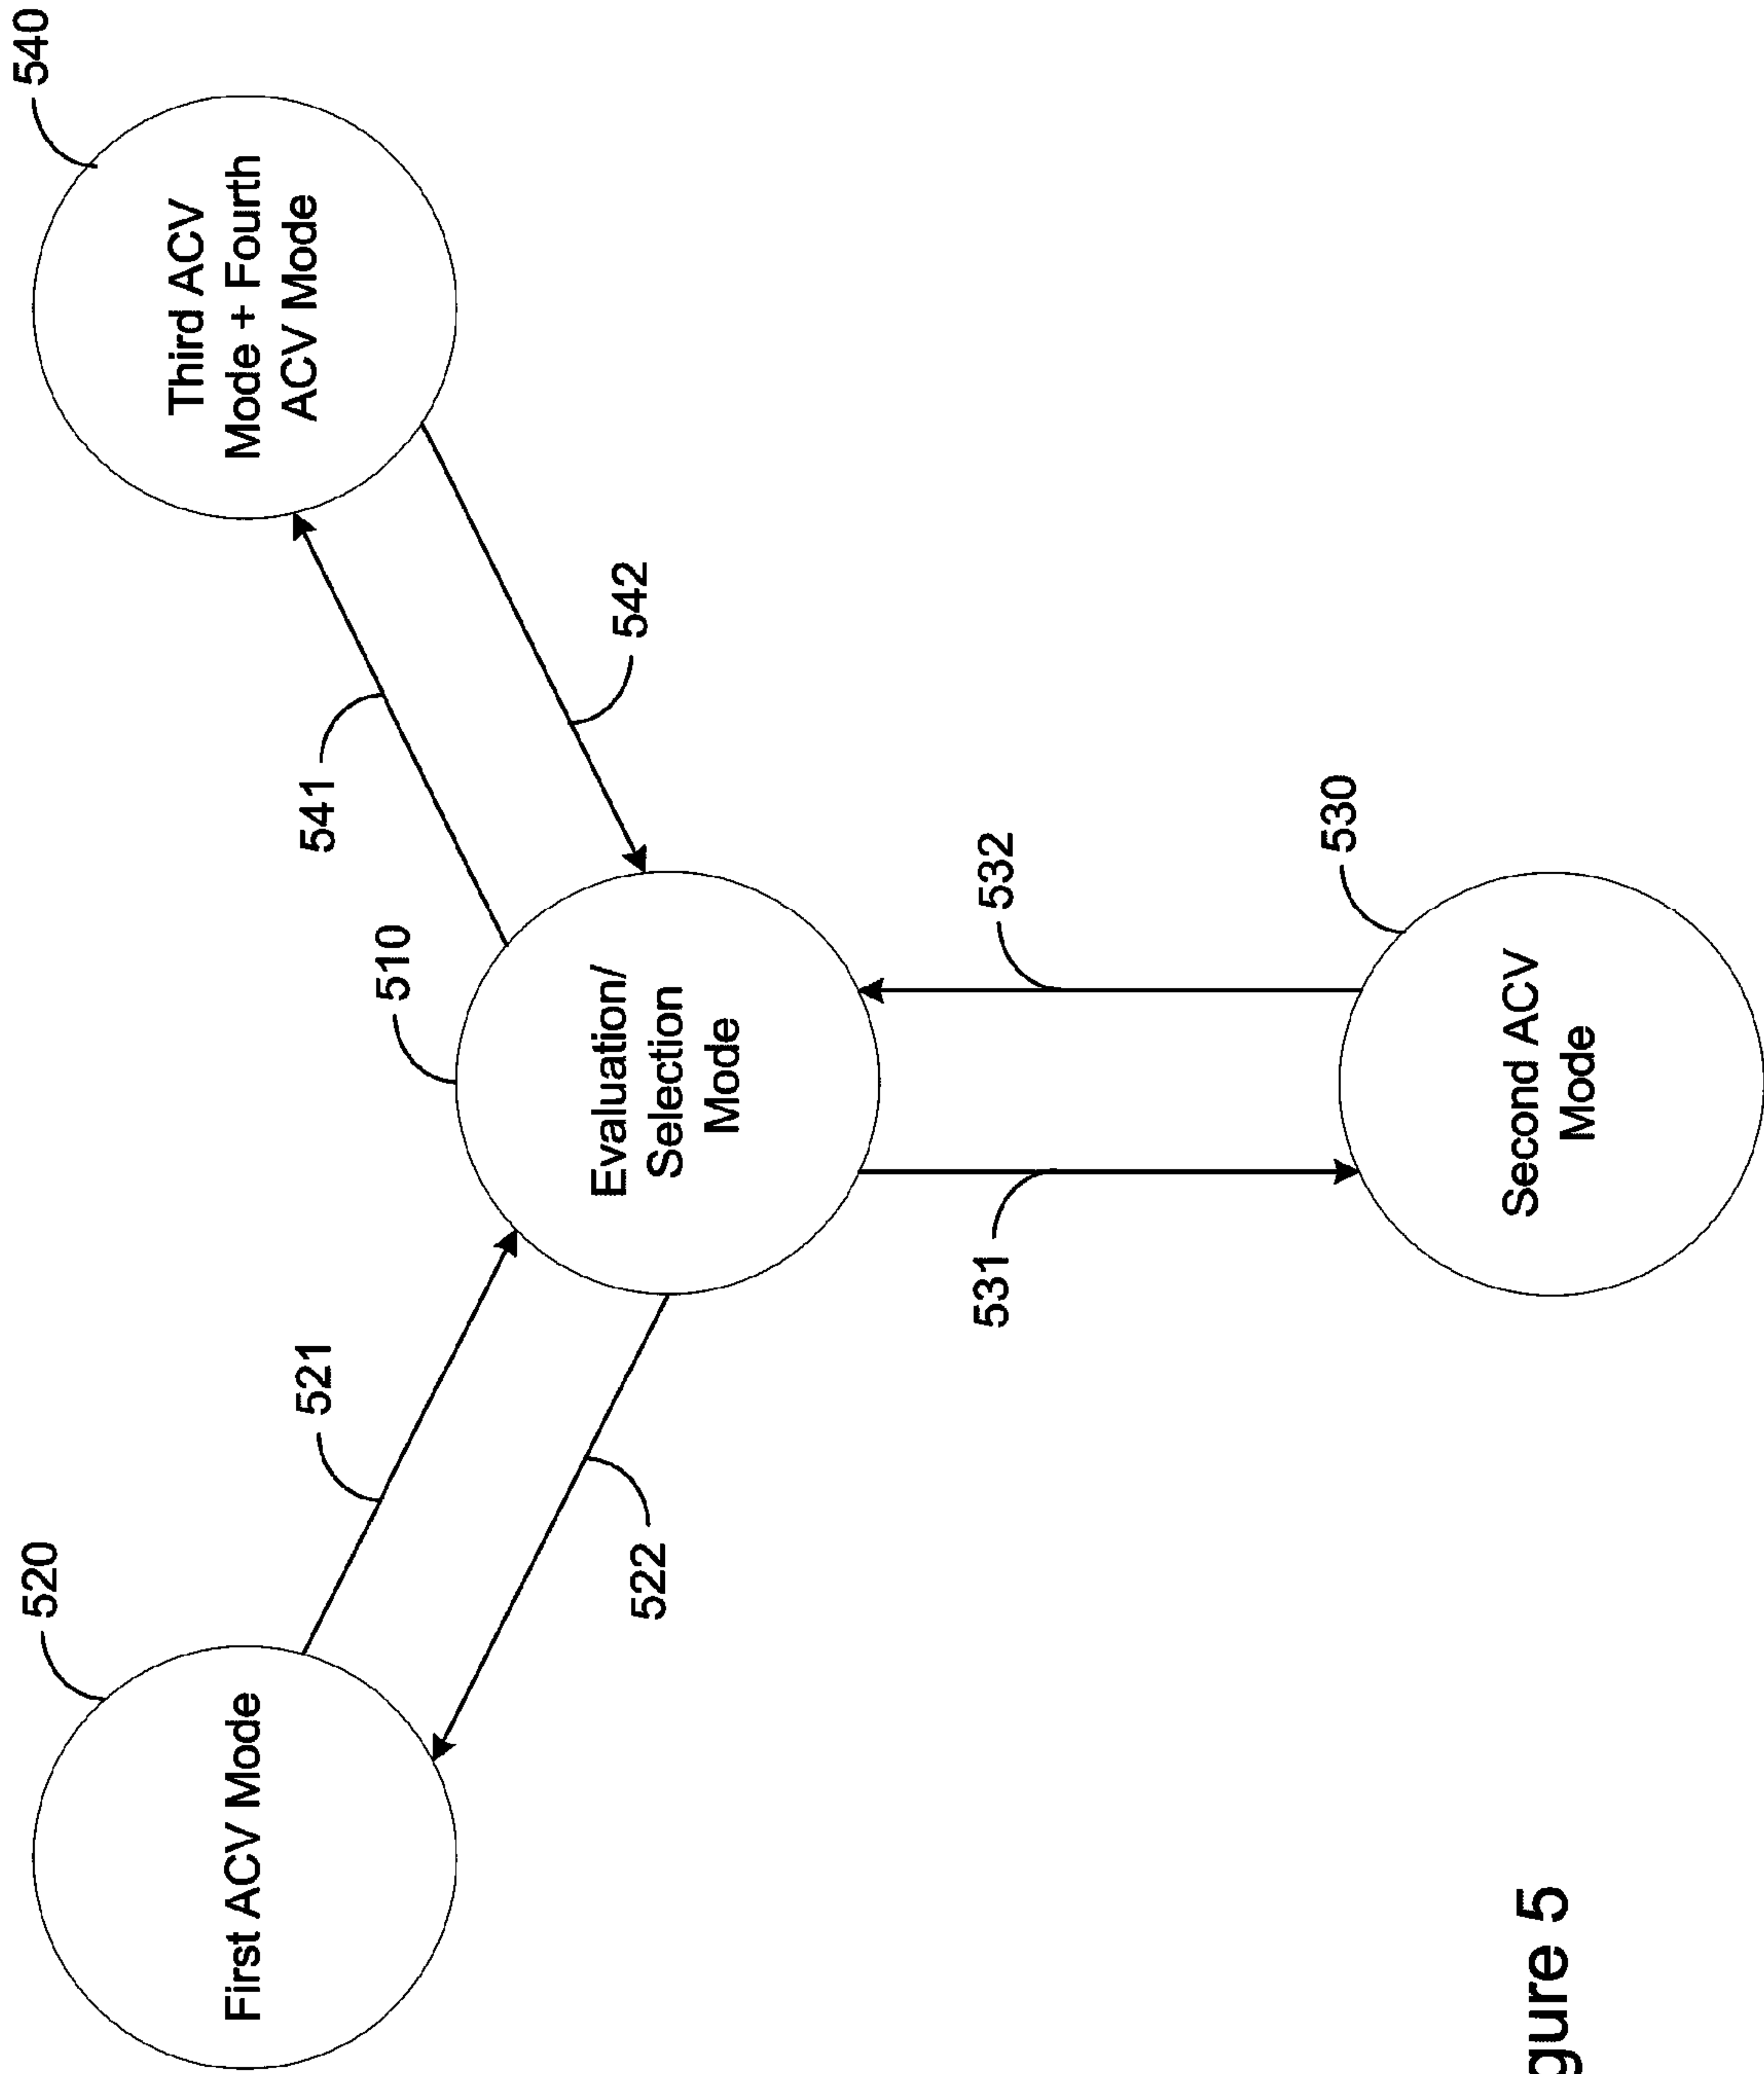 520
540
First ACV Mode
Third ACV
Mode + Fourth
ACV Mode
521
541
510
522
542
Evaluation/
Selection
Mode
531
532
530
Second ACV
Mode
gure 5